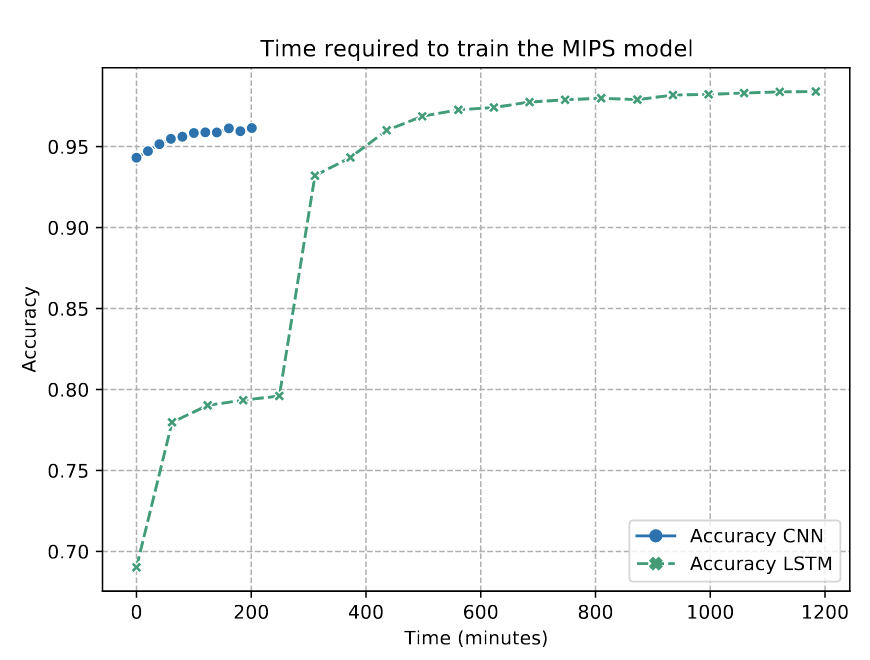 Time required to train the MIPS model
Accuracy
0.95
0.90
0.85
0.80
0.75
0.70
Accuracy CNN
Accuracy LSTM
0 200 400 600 800 1000 1200
Time (minutes)